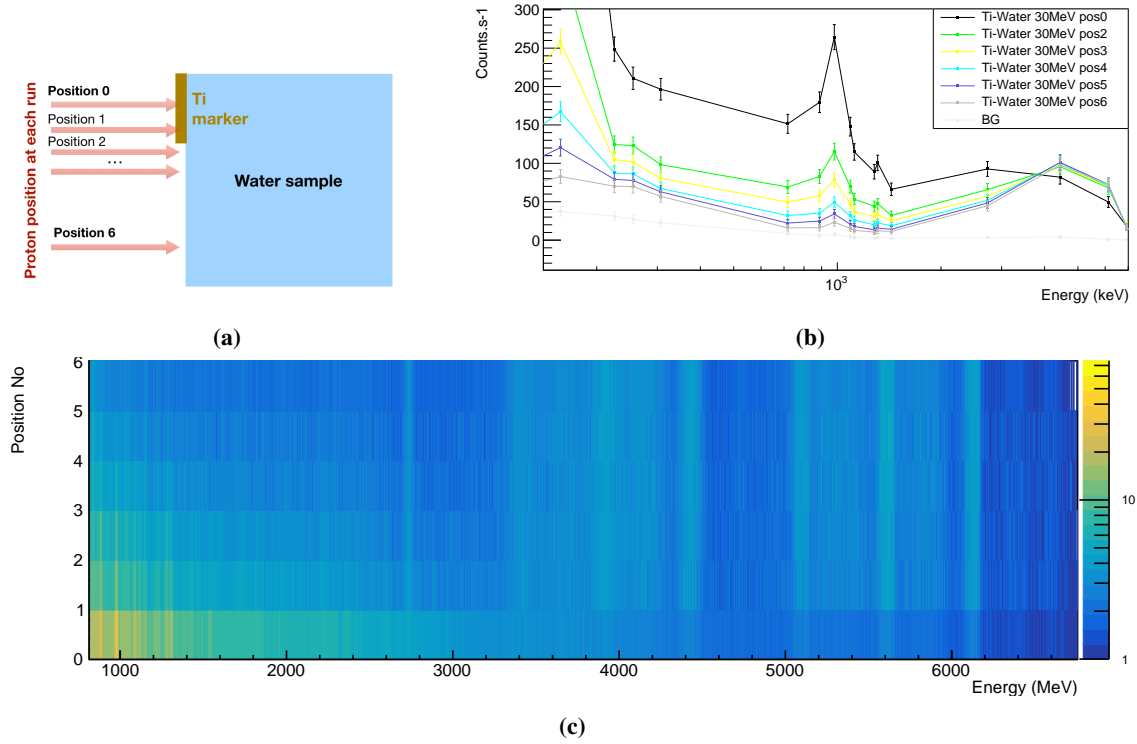 Proton position at each run
Position 0
Position 1
Position 2
...
Position 6
Ti
marker
Water sample
(a)
Counts.s-1
300
250
200
150
100
50
0
10³
Energy (keV)
Ti-Water 30MeV pos0
Ti-Water 30MeV pos2
Ti-Water 30MeV pos3
Ti-Water 30MeV pos4
Ti-Water 30MeV pos5
Ti-Water 30MeV pos6
BG
(b)
Position No
6
5
4
3
2
1
0
1000 2000 3000 4000 5000 6000
Energy (MeV)
10
1
(c)